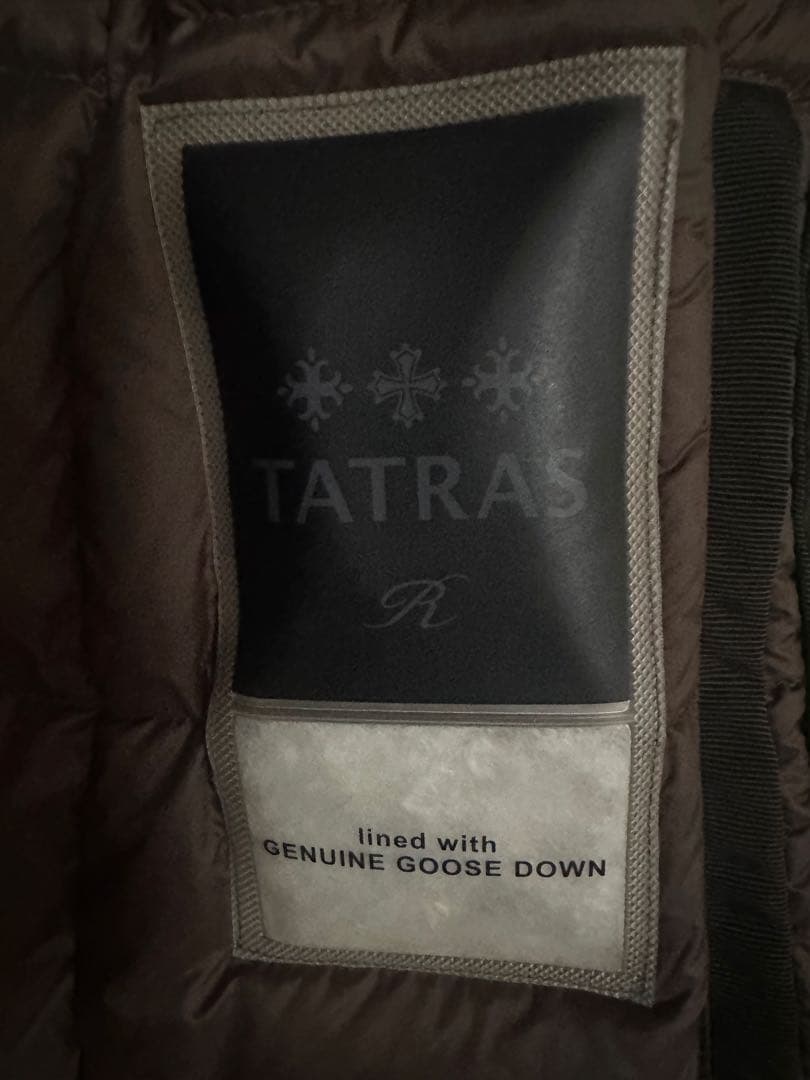 TATRAS
R
lined with
GENUINE GOOSE DOWN